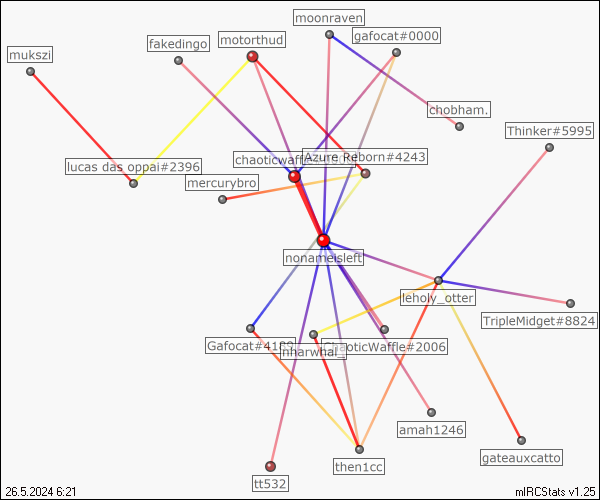 moonraven
gafocat#0000
motorthud
fakedingo
mukszi
chobham.
Thinker#5995
chaoticwaffle
Azure Reborn#4243
lucas das oppai#2396
mercurybro
nonameisleft
leholy_otter
TripleMidget#8824
Gafocat#4189
nharwhal_
ChaoticWaffle#2006
amah1246
gateauxcatto
then1cc
tt532
26.5.2024 6:21
mIRCStats v1.25